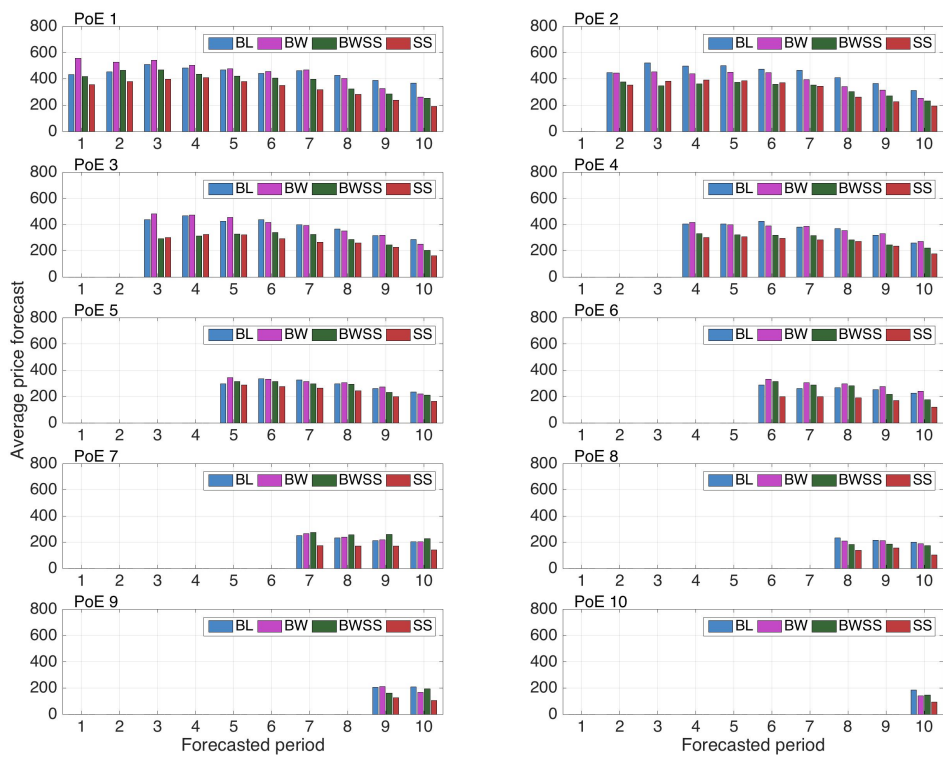 PoE 1
800
BL BW BWSS SS
600
400
200
0
1 2 3 4 5 6 7 8 9 10
PoE 2
800
BL BW BWSS SS
600
400
200
0
1 2 3 4 5 6 7 8 9 10
PoE 3
800
BL BW BWSS SS
600
400
200
0
1 2 3 4 5 6 7 8 9 10
PoE 4
800
BL BW BWSS SS
600
400
200
0
1 2 3 4 5 6 7 8 9 10
Average price forecast
PoE 5
800
BL BW BWSS SS
600
400
200
0
1 2 3 4 5 6 7 8 9 10
PoE 6
800
BL BW BWSS SS
600
400
200
0
1 2 3 4 5 6 7 8 9 10
PoE 7
800
BL BW BWSS SS
600
400
200
0
1 2 3 4 5 6 7 8 9 10
PoE 8
800
BL BW BWSS SS
600
400
200
0
1 2 3 4 5 6 7 8 9 10
PoE 9
800
BL BW BWSS SS
600
400
200
0
1 2 3 4 5 6 7 8 9 10
Forecasted period
PoE 10
800
BL BW BWSS SS
600
400
200
0
1 2 3 4 5 6 7 8 9 10
Forecasted period